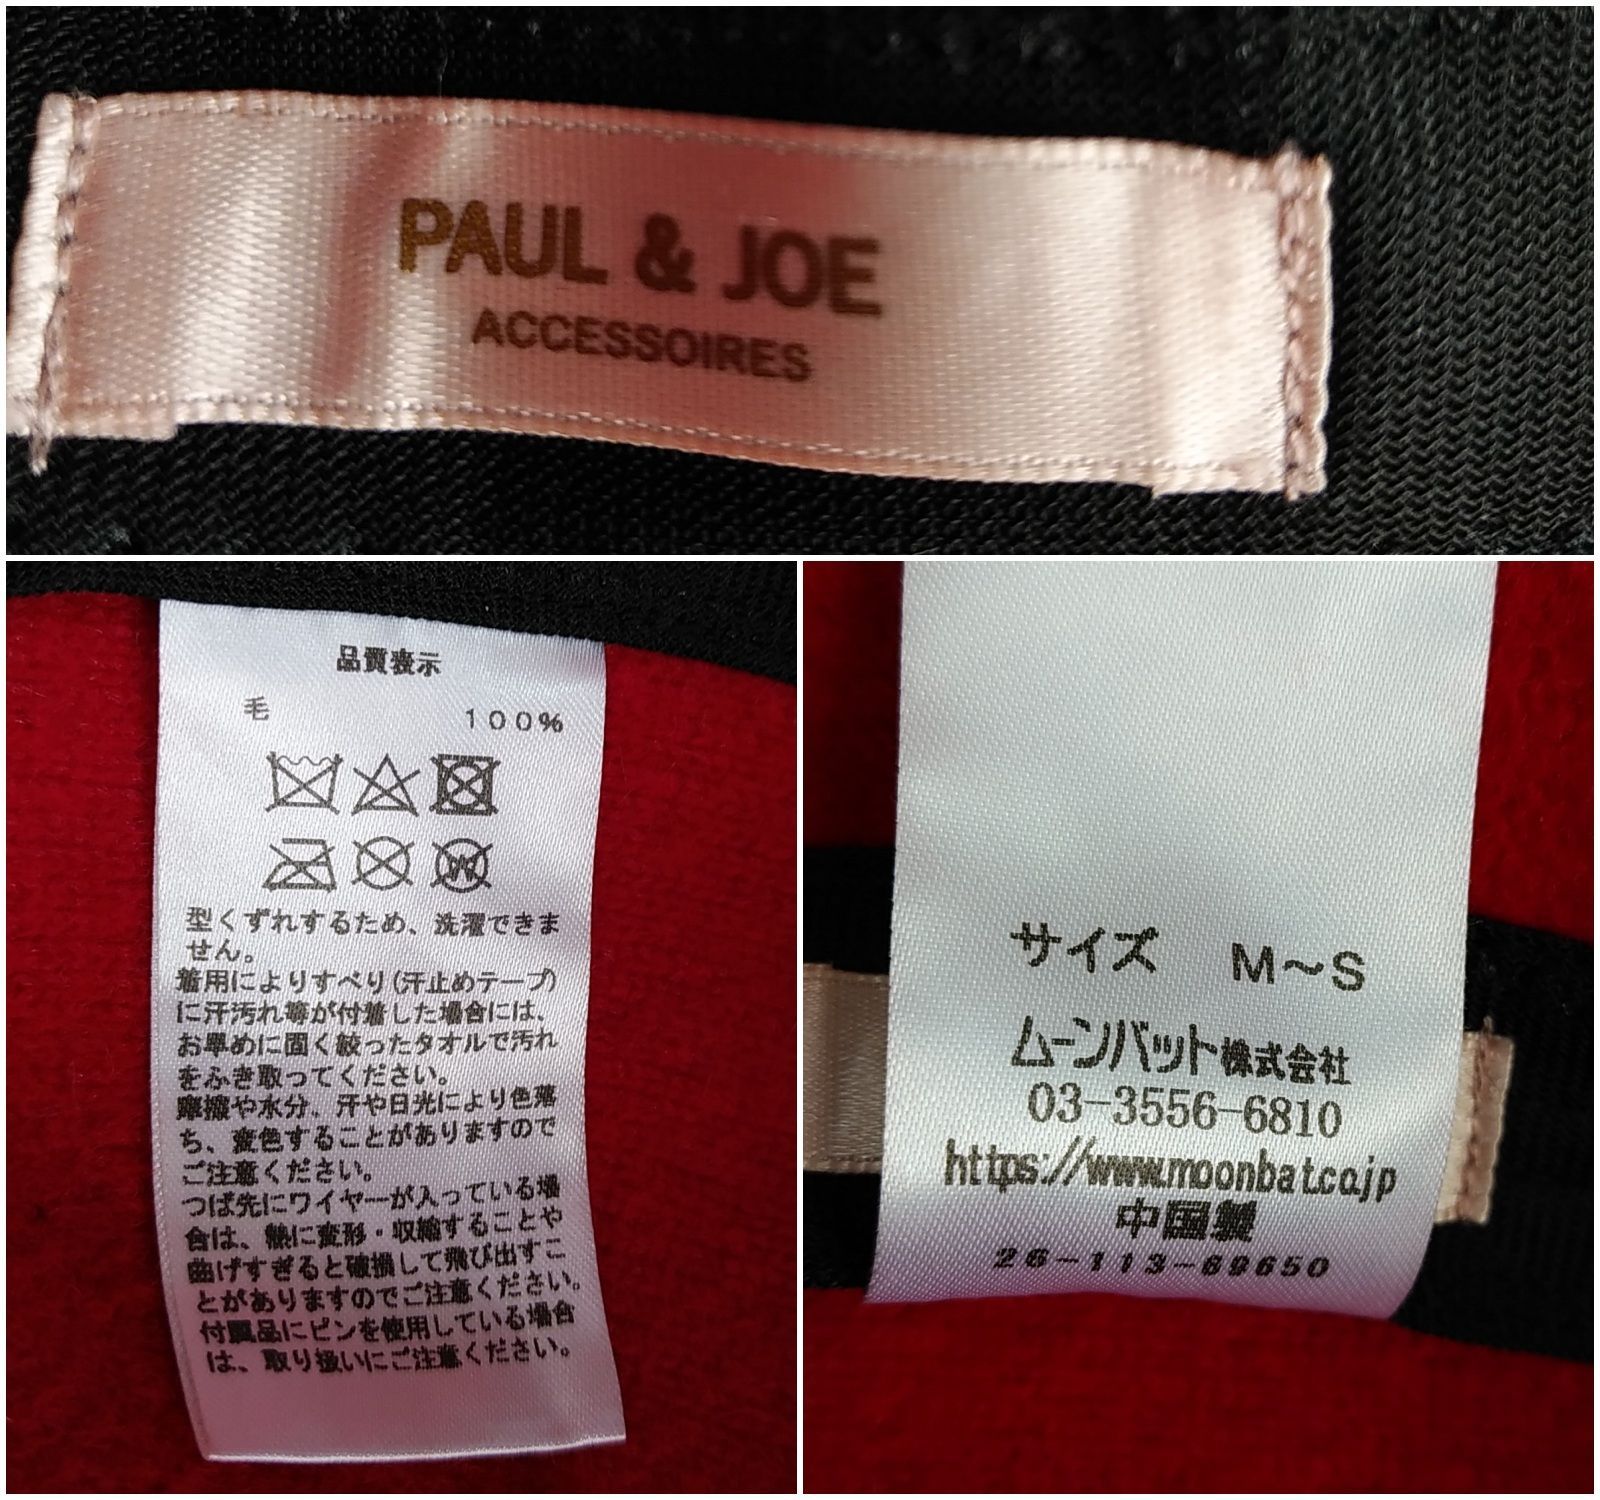 PAUL & JOE
ACCESSOIRES
品質表示
毛 100%
W
型くずれするため、洗濯できま
せん。
着用によりすべり(汗止めテープ)
に汗汚れ等が付着した場合には、
お早めに固く絞ったタオルで汚れ
をふき取ってください。
摩擦や水分、汗や日光により色落
ち、変色することがありますので
ご注意ください。
つば先にワイヤーが入っている場
合は、熱に変形・収縮することや
曲げすぎると破損して飛び出すこ
とがありますのでご注意ください。
付属品にピンを使用している場合
は、取り扱いにご注意ください。
サイズ M～S
ムーンバット株式会社
03-3556-6810
https://www.moonbat.co.jp
中国製
26-113-69650